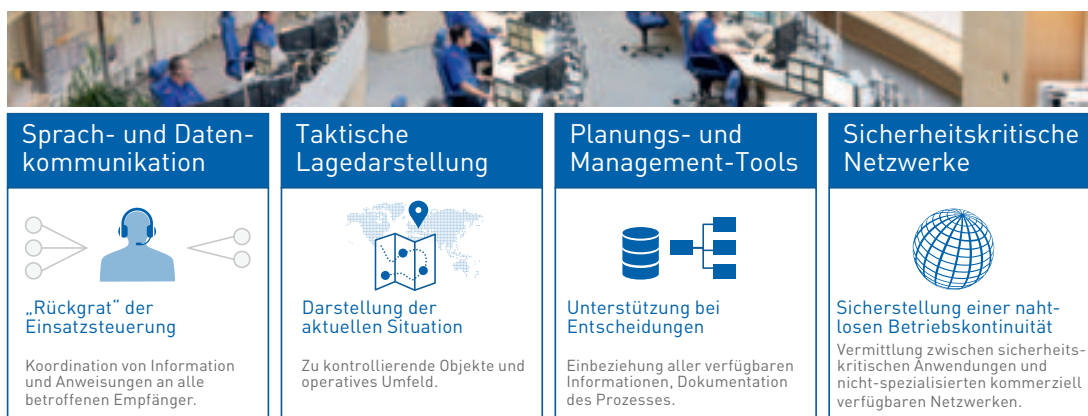 Sprach- und Daten-
kommunikation
„Rückgrat“ der
Einsatzsteuerung
Koordination von Information
und Anweisungen an alle
betroffenen Empfänger.
Taktische
Lagedarstellung
Darstellung der
aktuellen Situation
Zu kontrollierende Objekte und
operatives Umfeld.
Planungs- und
Management-Tools
Unterstützung bei
Entscheidungen
Einbeziehung aller verfügbaren
Informationen, Dokumentation
des Prozesses.
Sicherheitskritische
Netzwerke
Sicherstellung einer naht-
losen Betriebskontinuität
Vermittlung zwischen sicherheits-
kritischen Anwendungen und
nicht-spezialisierten kommerziell
verfügbaren Netzwerken.